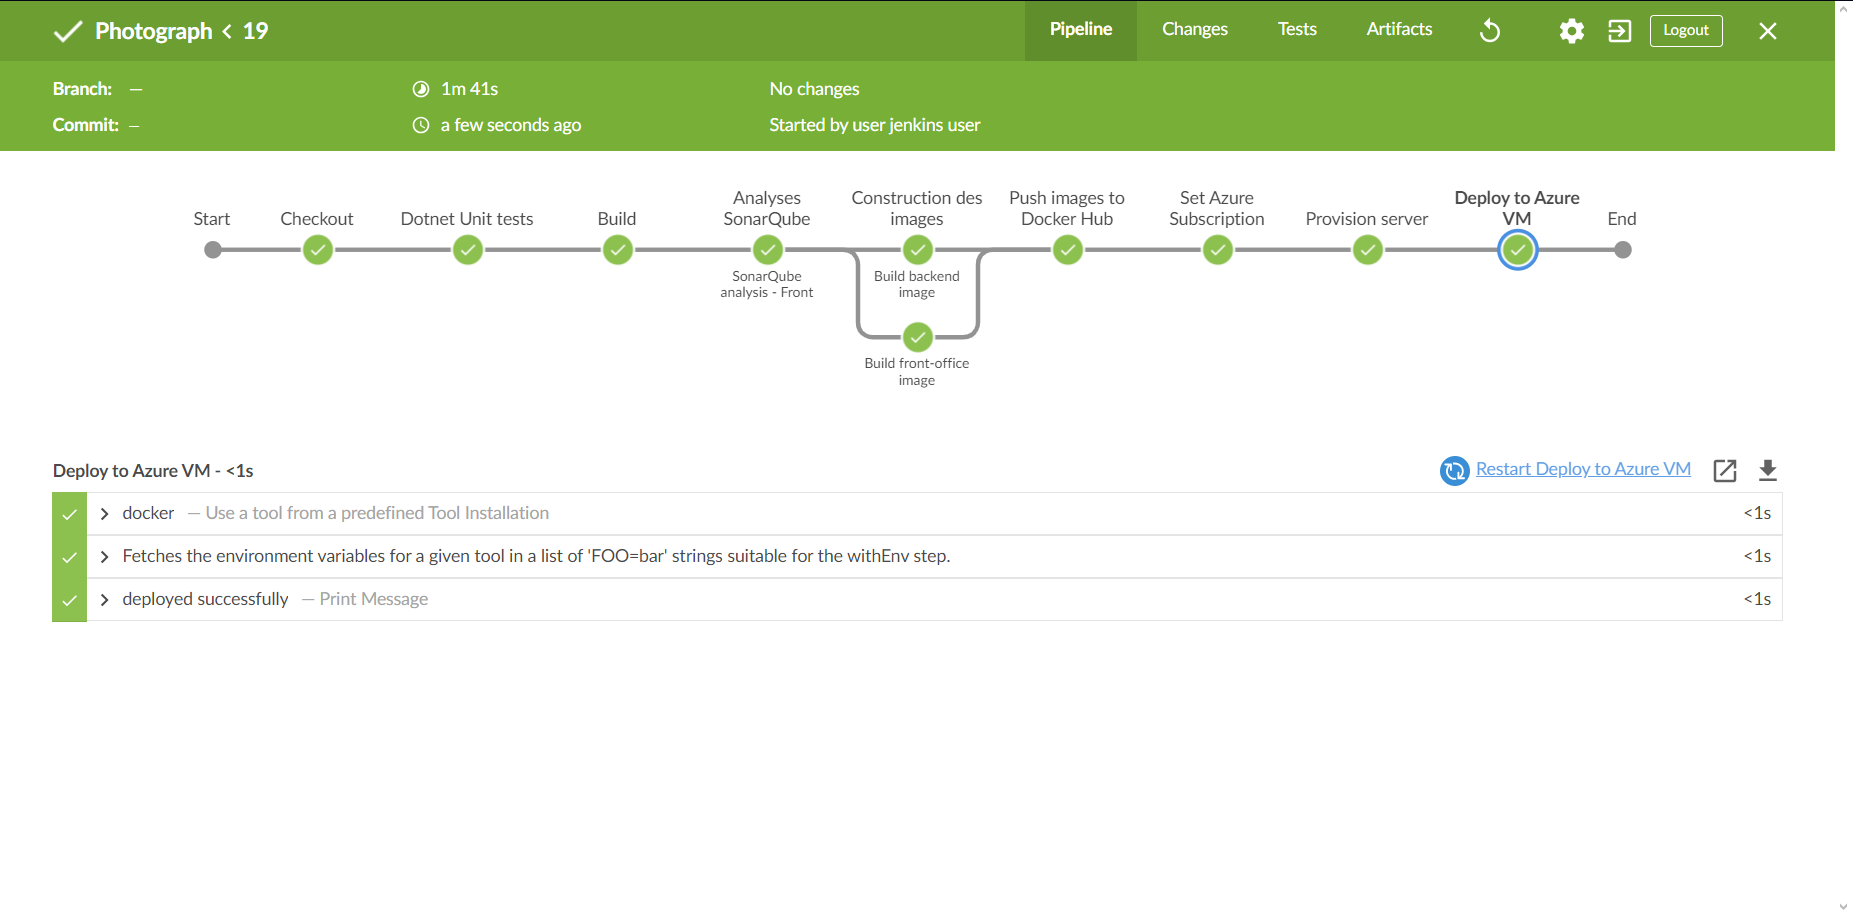 Photograph < 19
Pipeline
Changes
Tests
Artifacts
Logout
Branch: —
1m 41s
No changes
Commit: –
a few seconds ago
Started by user jenkins user
Start
Checkout
Dotnet Unit tests
Build
Analyses
SonarQube
Construction des
images
Push images to
Docker Hub
Set Azure
Subscription
Provision server
Deploy to Azure
VM
End
SonarQube
analysis - Front
Build backend
image
Build front-office
image
Deploy to Azure VM - <1s
Restart Deploy to Azure VM
docker — Use a tool from a predefined Tool Installation <1s
Fetches the environment variables for a given tool in a list of 'FOO=bar' strings suitable for the withEnv step. <1s
deployed successfully — Print Message <1s